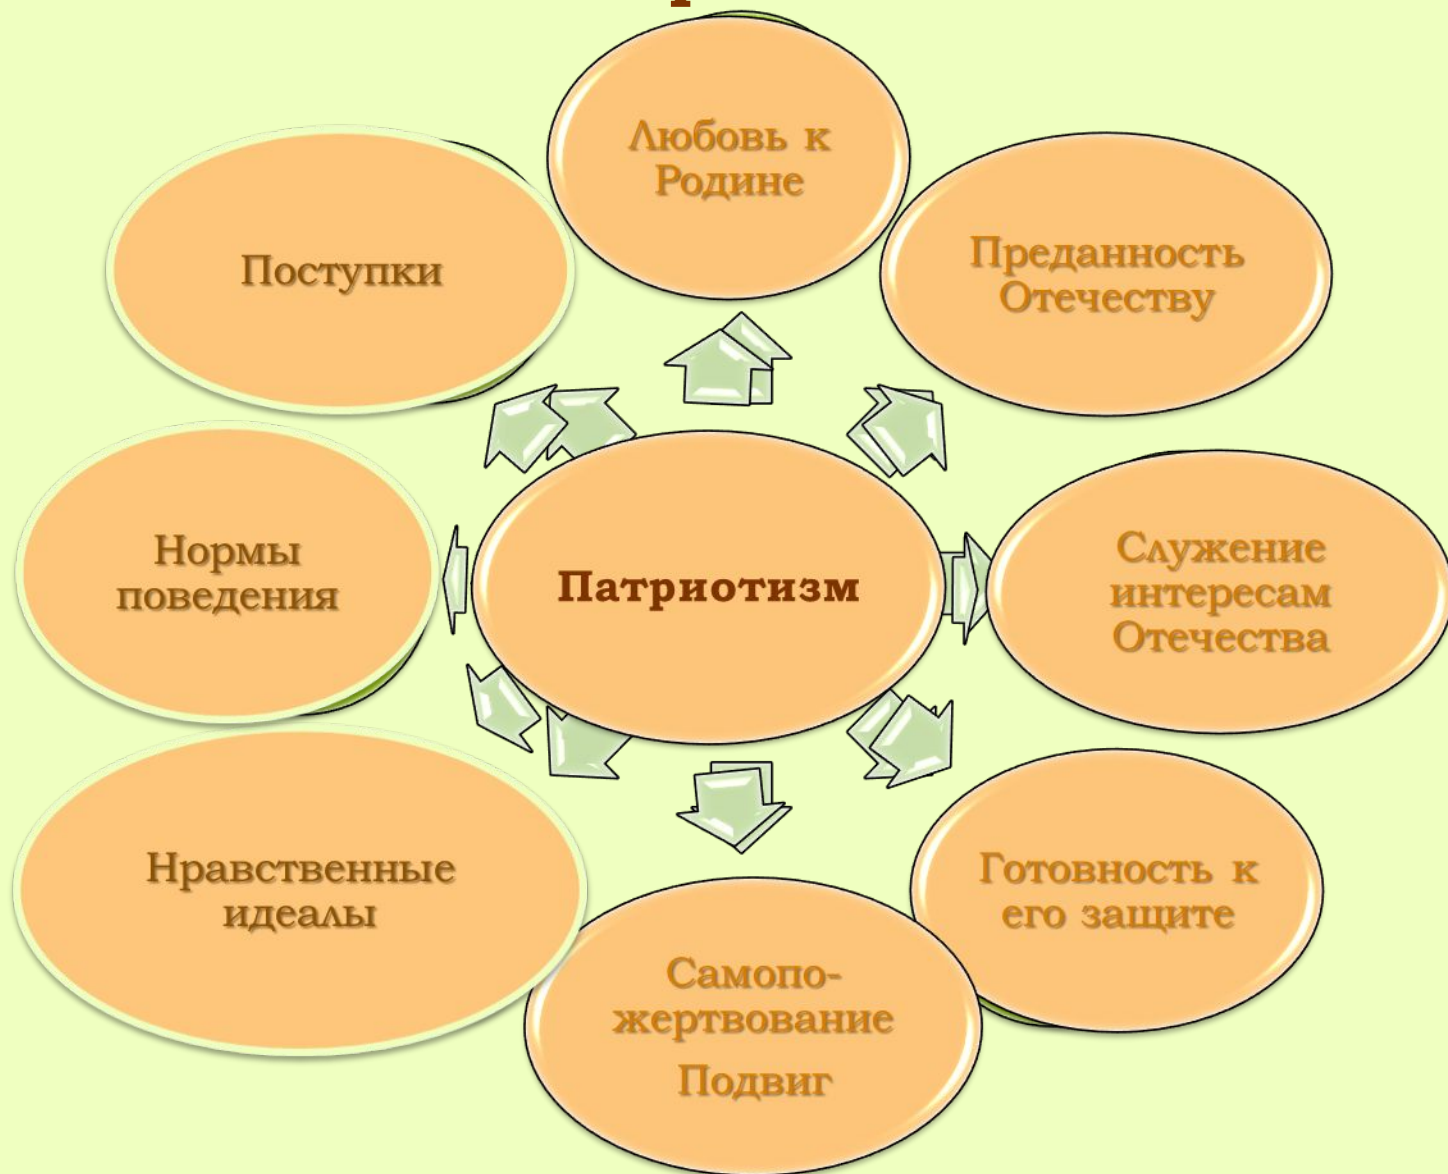 Любовь к
Родине
Преданность
Отечеству
Служение
интересам
Отечества
Готовность к
его защите
Самопо-
жертвование
Подвиг
Нравственные
идеалы
Нормы
поведения
Поступки
Патриотизм